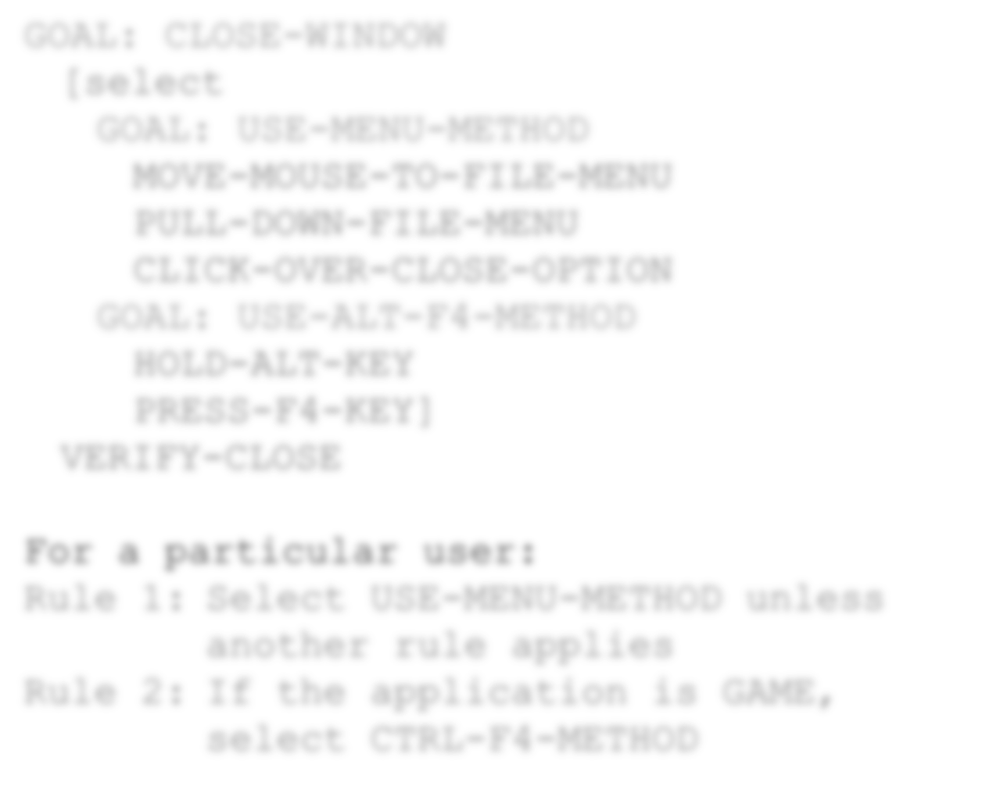 GOAL: CLOSE-WINDOW
[select
GOAL: USE-MENU-METHOD
MOVE-MOUSE-TO-FILE-MENU
PULL-DOWN-FILE-MENU
CLICK-OVER-CLOSE-OPTION
GOAL: USE-ALT-F4-METHOD
HOLD-ALT-KEY
PRESS-F4-KEY]
VERIFY-CLOSE
For a particular user:
Rule 1: Select USE-MENU-METHOD unless
another rule applies
Rule 2: If the application is GAME,
select CTRL-F4-METHOD